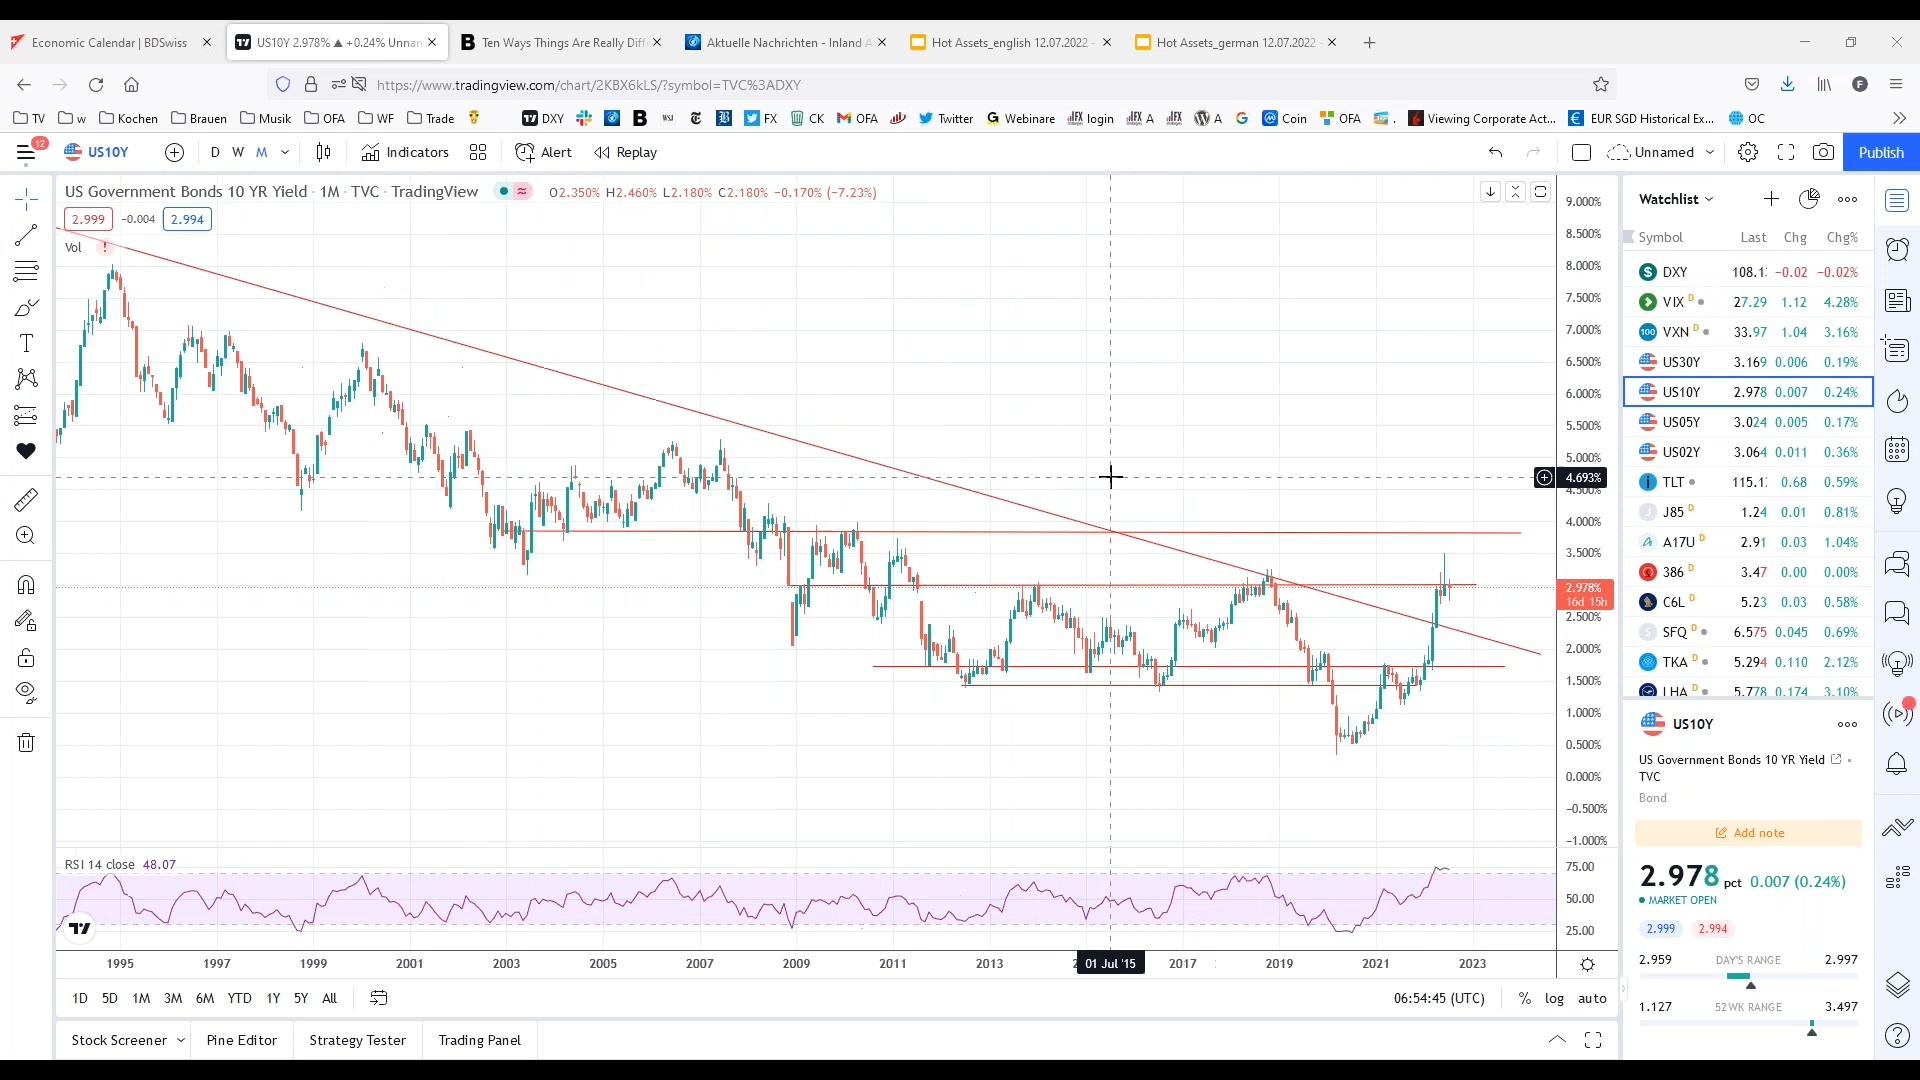 Economic Calendar | BDSwiss
US10Y 2.978% ▲ +0.24% Unnan
Ten Ways Things Are Really Diff
Aktuelle Nachrichten - Inland A
Hot Assets_english 12.07.2022 -
Hot Assets_german 12.07.2022 -
https://www.tradingview.com/chart/2KBX6kLS/?symbol=TVC%3ADXY
TV w Kochen Brauen Musik OFA WF Trade DXY FX CK OFA Twitter Webinare login A A Coin OFA . Viewing Corporate Act... EUR SGD Historical Ex... OC
12 US10Y D W M Indicators Alert Replay Unnamed Publish
US Government Bonds 10 YR Yield · 1M · TVC · TradingView O2.350% H2.460% L2.180% C2.180% −0.170% (−7.23%)
2.999 -0.004 2.994
Vol !
9.000%
8.500%
8.000%
7.500%
7.000%
6.500%
6.000%
5.500%
5.000%
4.693%
4.500%
4.000%
3.500%
2.978%
16d 15h
2.500%
2.000%
1.500%
1.000%
0.500%
0.000%
−0.500%
−1.000%
RSI 14 close 48.07
75.00
50.00
25.00
1995 1997 1999 2001 2003 2005 2007 2009 2011 2013 01 Jul '15 2017 2019 2021 2023
1D 5D 1M 3M 6M YTD 1Y 5Y All 06:54:45 (UTC) % log auto
Stock Screener Pine Editor Strategy Tester Trading Panel
Watchlist
Symbol Last Chg Chg%
DXY 108.1 −0.02 −0.02%
VIX D 27.29 1.12 4.28%
100 VXN D 33.97 1.04 3.16%
US30Y 3.169 0.006 0.19%
US10Y 2.978 0.007 0.24%
US05Y 3.024 0.005 0.17%
US02Y 3.064 0.011 0.36%
TLT 115.1 0.68 0.59%
J J85 D 1.24 0.01 0.81%
A17U D 2.91 0.03 1.04%
386 D 3.47 0.00 0.00%
C6L D 5.23 0.03 0.58%
S SFQ D 6.575 0.045 0.69%
TKA D 5.294 0.110 2.12%
LHA D 5.778 0.174 3.10%
US10Y
US Government Bonds 10 YR Yield ·
TVC
Bond
Add note
2.978 pct 0.007 (0.24%)
MARKET OPEN
2.999 2.994
2.959 DAY'S RANGE 2.997
1.127 52WK RANGE 3.497